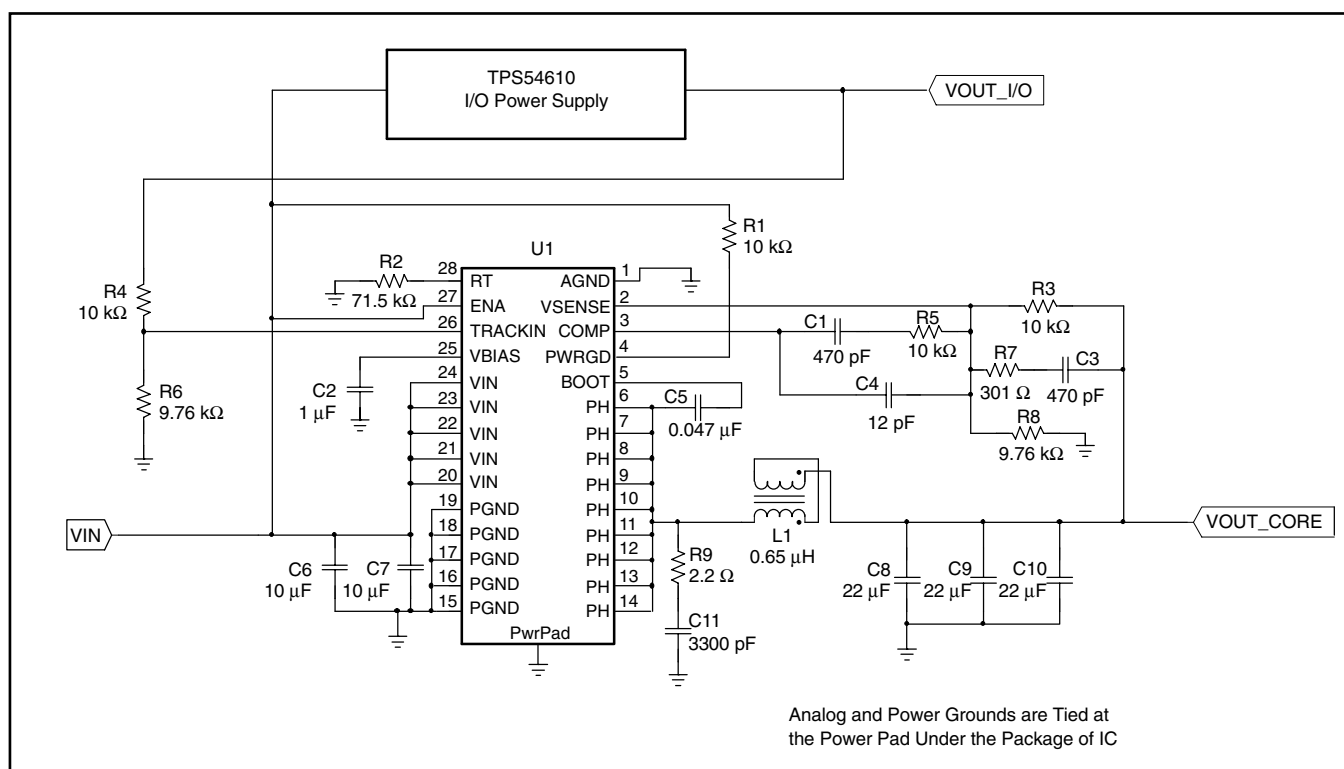 TPS54610
I/O Power Supply
VOUT_I/O
R1
10 kΩ
U1
R2
71.5 kΩ
R4
10 kΩ
R6
9.76 kΩ
C2
1 μF
28 RT
27 ENA
26 TRACKIN
25 VBIAS
24 VIN
23 VIN
22 VIN
21 VIN
20 VIN
19 PGND
18 PGND
17 PGND
16 PGND
15 PGND
PwrPad
AGND 1
VSENSE 2
COMP 3
PWRGD 4
BOOT 5
PH 6
PH 7
PH 8
PH 9
PH 10
PH 11
PH 12
PH 13
PH 14
R3
10 kΩ
C1
470 pF
R5
10 kΩ
R7
301 Ω
C3
470 pF
C4
12 pF
R8
9.76 kΩ
C5
0.047 μF
L1
0.65 μH
R9
2.2 Ω
C11
3300 pF
VIN
C6
10 μF
C7
10 μF
C8
22 μF
C9
22 μF
C10
22 μF
VOUT_CORE
Analog and Power Grounds are Tied at
the Power Pad Under the Package of IC